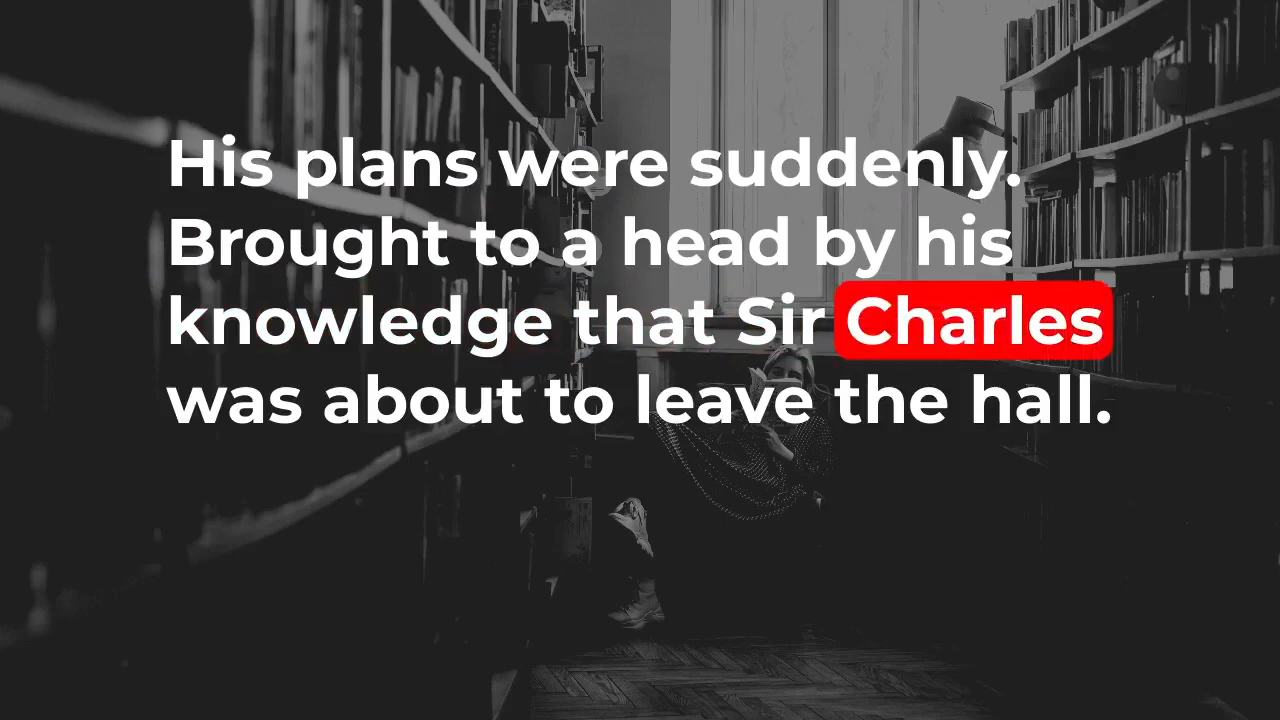 His plans were suddenly.
Brought to a head by his
knowledge that Sir Charles
was about to leave the hall.